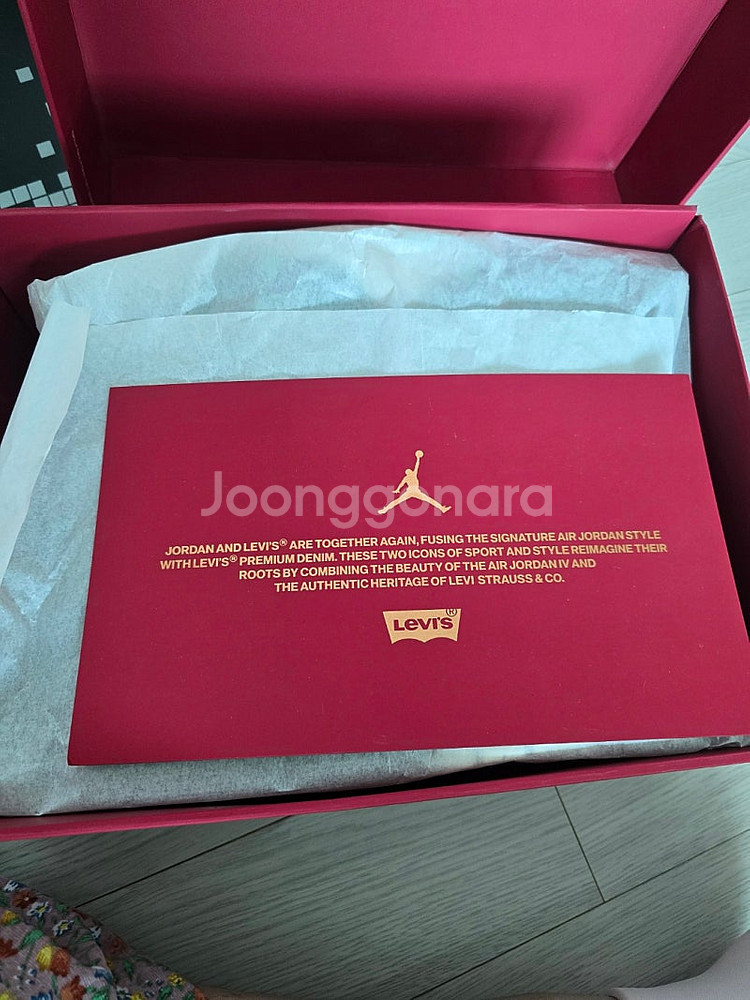 Joonggonara
JORDAN AND LEVI'S® ARE TOGETHER AGAIN, FUSING THE SIGNATURE AIR JORDAN STYLE
WITH LEVI'S® PREMIUM DENIM. THESE TWO ICONS OF SPORT AND STYLE REIMAGINE THEIR
ROOTS BY COMBINING THE BEAUTY OF THE AIR JORDAN IV AND
THE AUTHENTIC HERITAGE OF LEVI STRAUSS & CO.
LEVI'S®